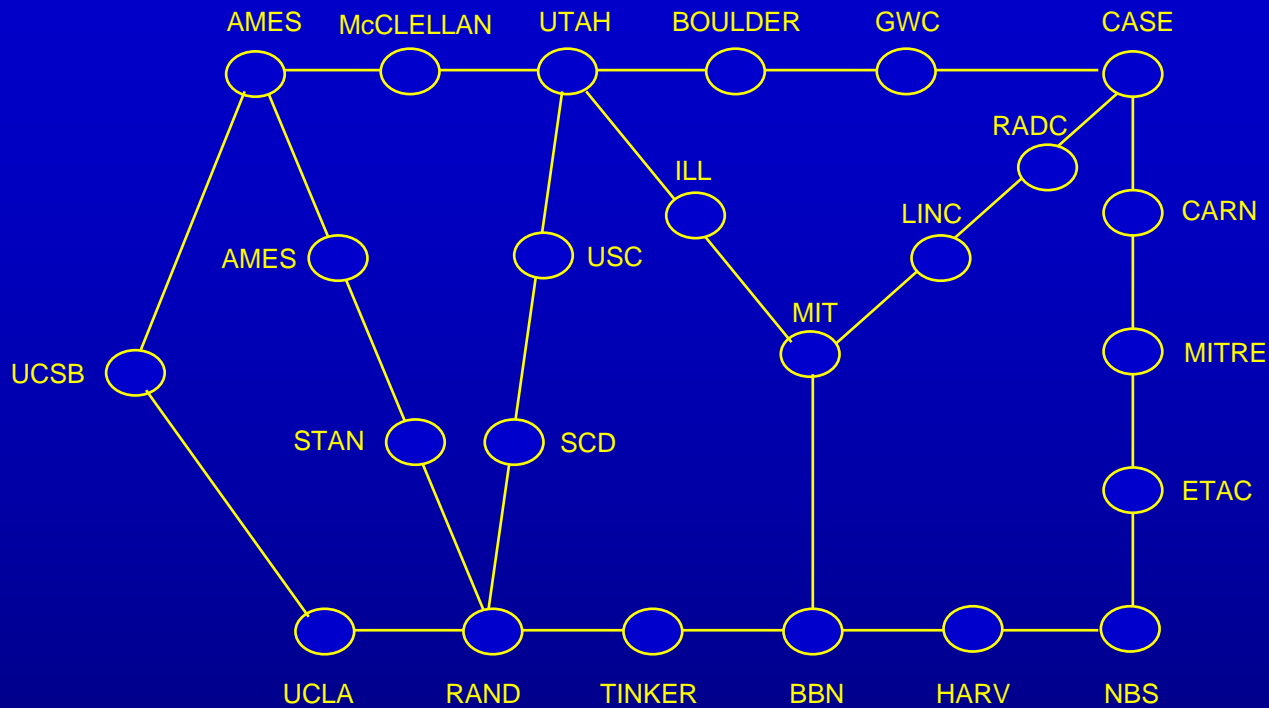 AMES
McCLELLAN
UTAH
BOULDER
GWC
CASE
RADC
ILL
LINC
CARN
AMES
USC
MIT
MITRE
UCSB
STAN
SCD
ETAC
UCLA
RAND
TINKER
BBN
HARV
NBS